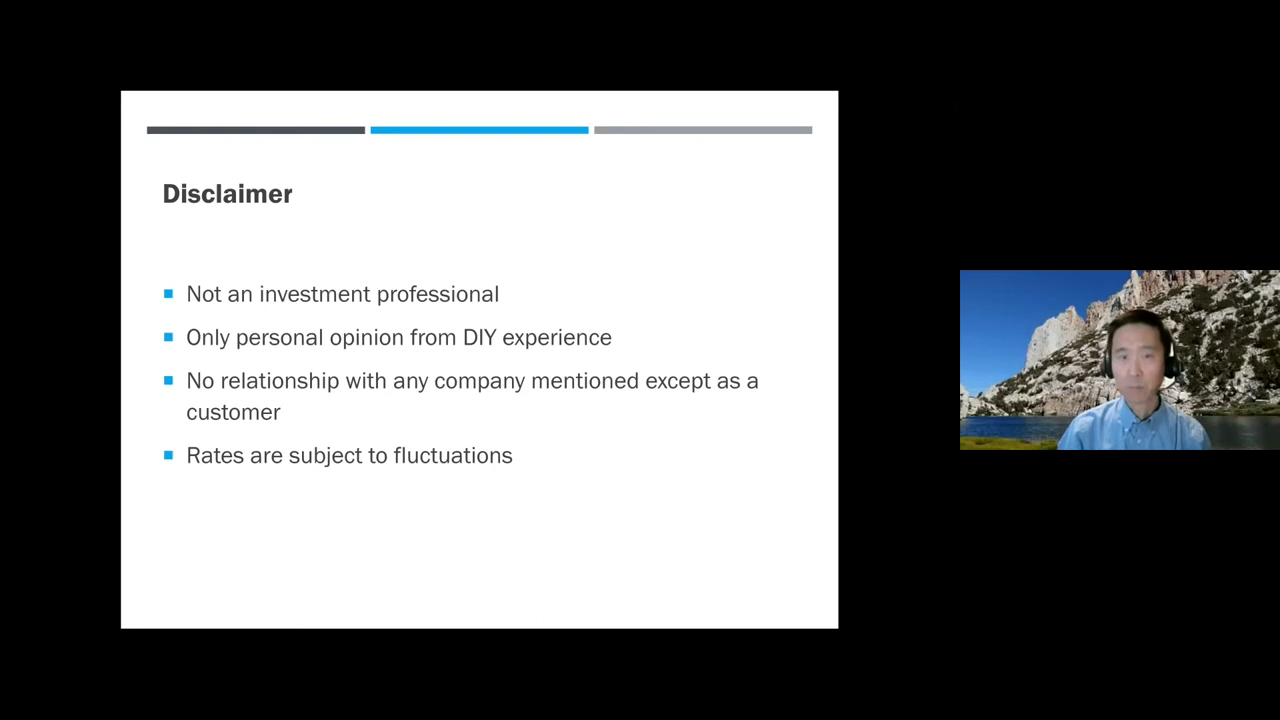 Disclaimer
Not an investment professional
Only personal opinion from DIY experience
No relationship with any company mentioned except as a
customer
Rates are subject to fluctuations